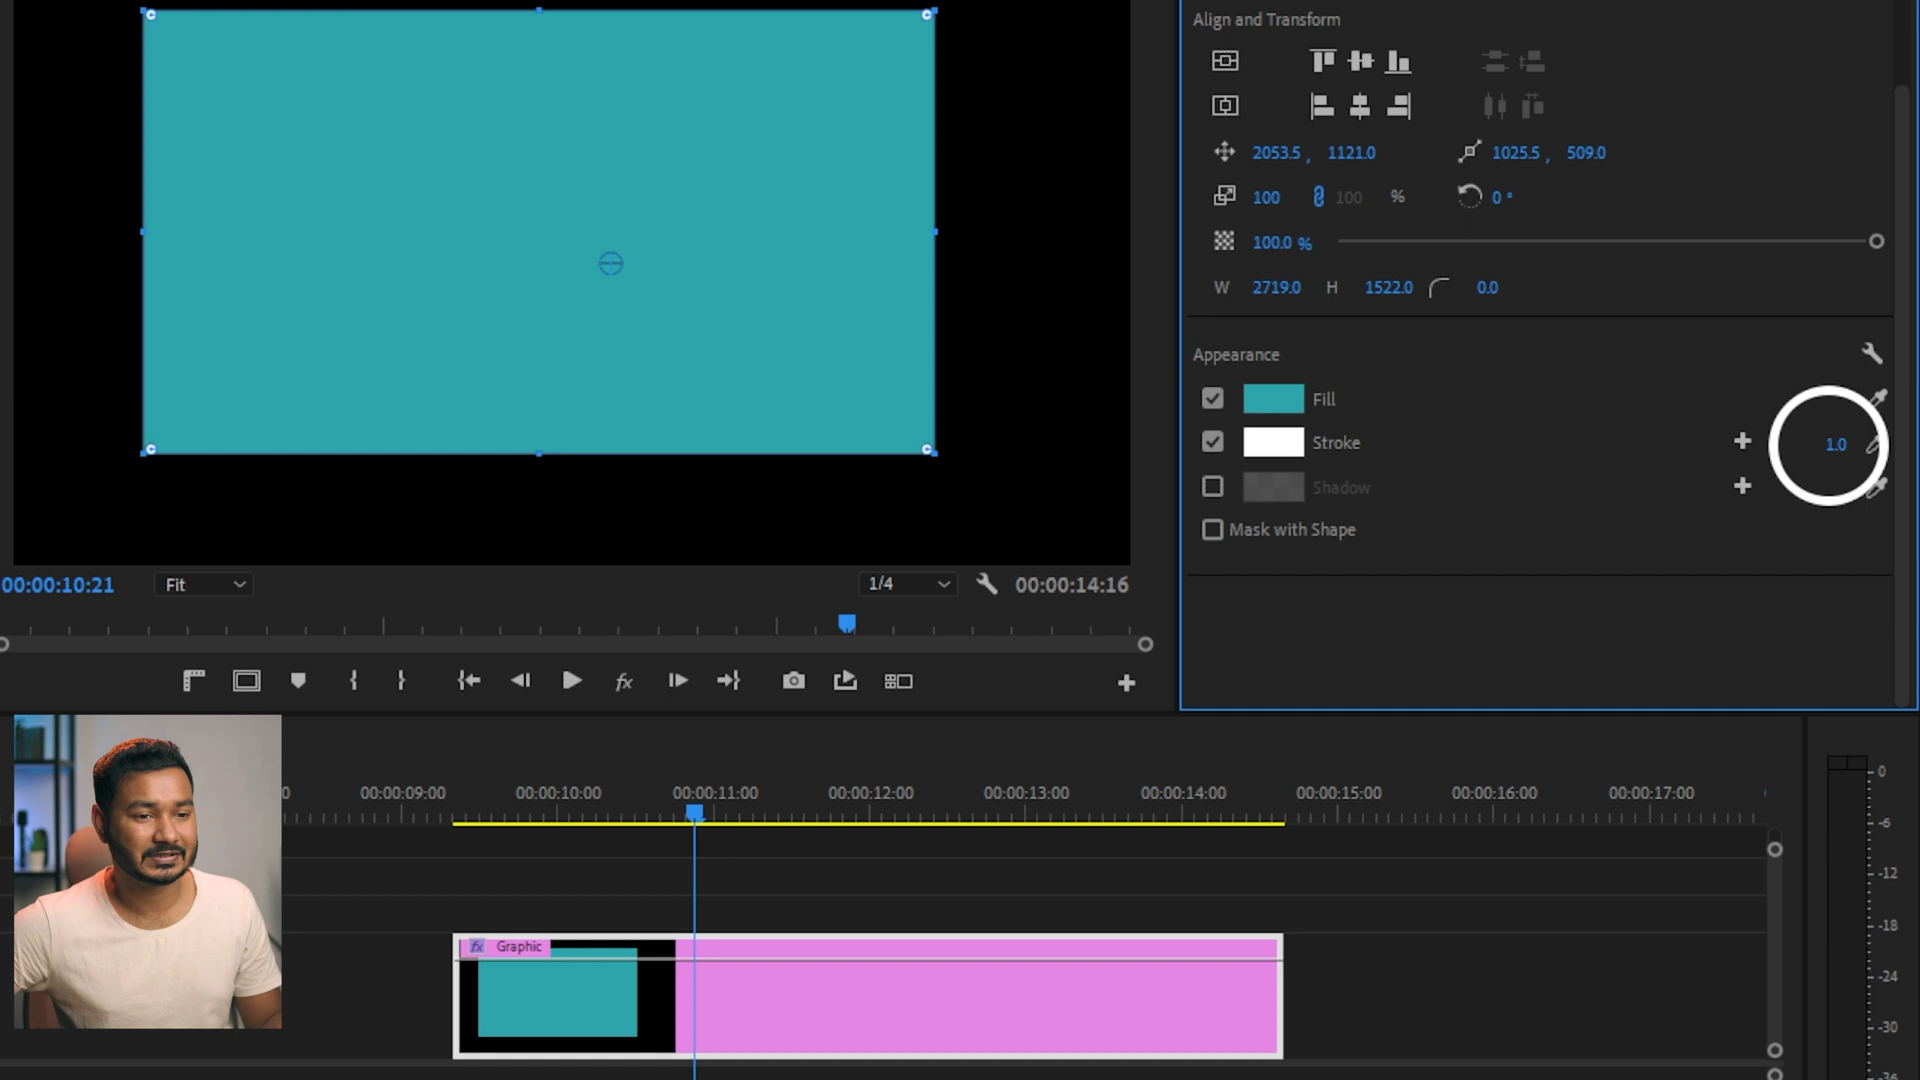 Align and Transform
2053.5 , 1121.0 1025.5 , 509.0
100 100 % 0 °
100.0 %
W 2719.0 H 1522.0 0.0
Appearance
Fill
Stroke 1.0
Shadow
Mask with Shape
00:00:10:21 Fit 1/4 00:00:14:16
fx
0 00:00:09:00 00:00:10:00 00:00:11:00 00:00:12:00 00:00:13:00 00:00:14:00 00:00:15:00 00:00:16:00 00:00:17:00
fx Graphic
0
-6
-12
-18
-24
-30
-36